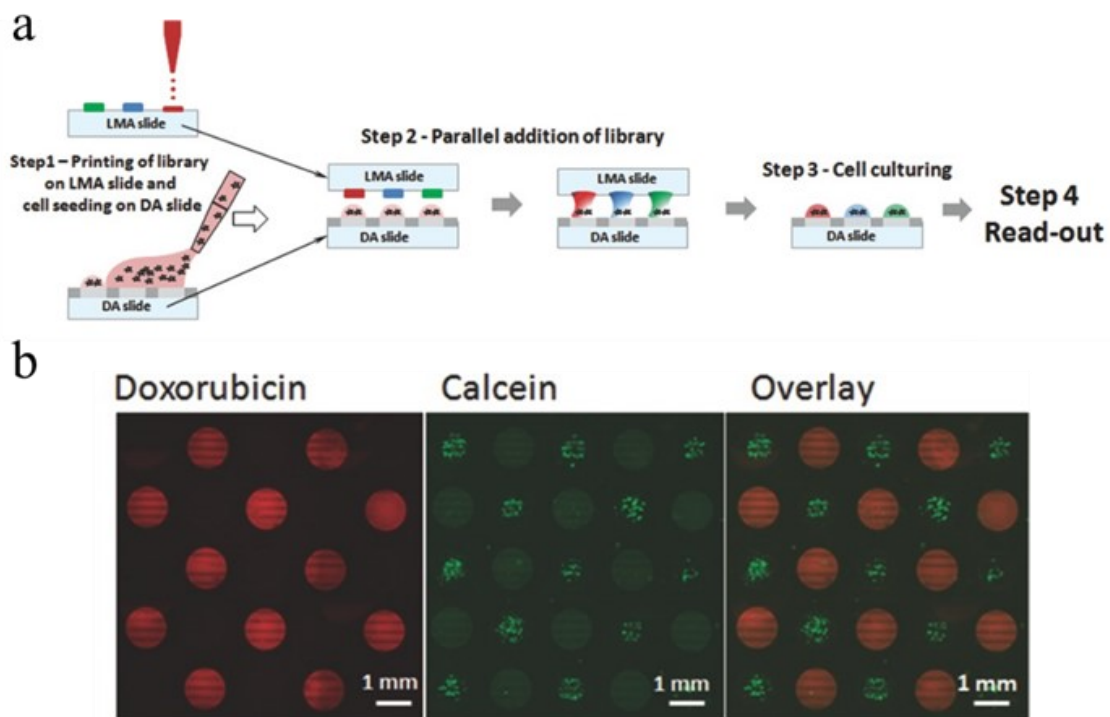 a
LMA slide
Step1 – Printing of library
on LMA slide and
cell seeding on DA slide
DA slide
Step 2 - Parallel addition of library
LMA slide
DA slide
LMA slide
DA slide
Step 3 - Cell culturing
DA slide
Step 4
Read-out
b
Doxorubicin
Calcein
Overlay
1 mm
1 mm
1 mm